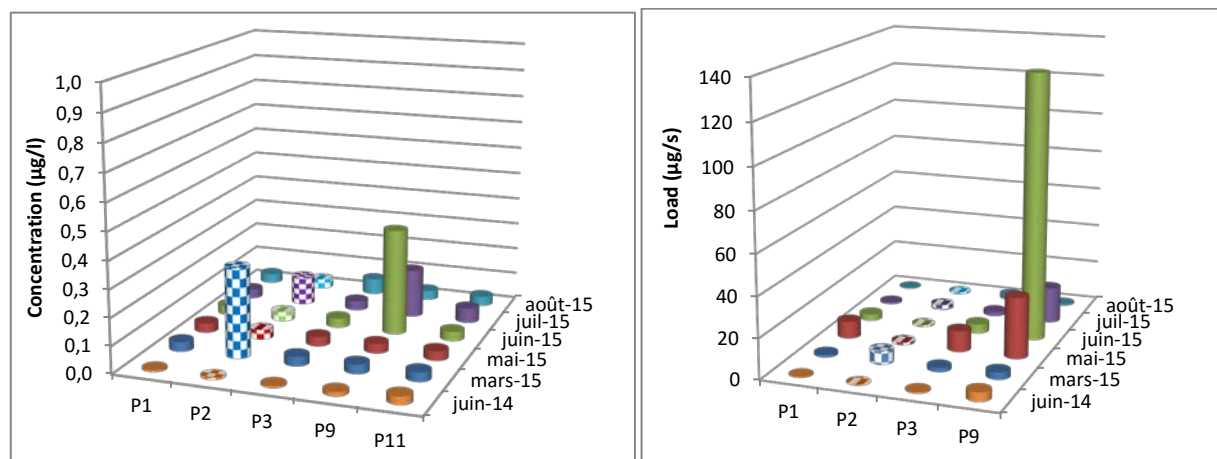 Concentration (µg/l)
1,0
0,9
0,8
0,7
0,6
0,5
0,4
0,3
0,2
0,1
0,0
P1
P2
P3
P9
P11
août-15
juil-15
juin-15
mai-15
mars-15
juin-14
Load (µg/s)
140
120
100
80
60
40
20
0
P1
P2
P3
P9
août-15
juil-15
juin-15
mai-15
mars-15
juin-14